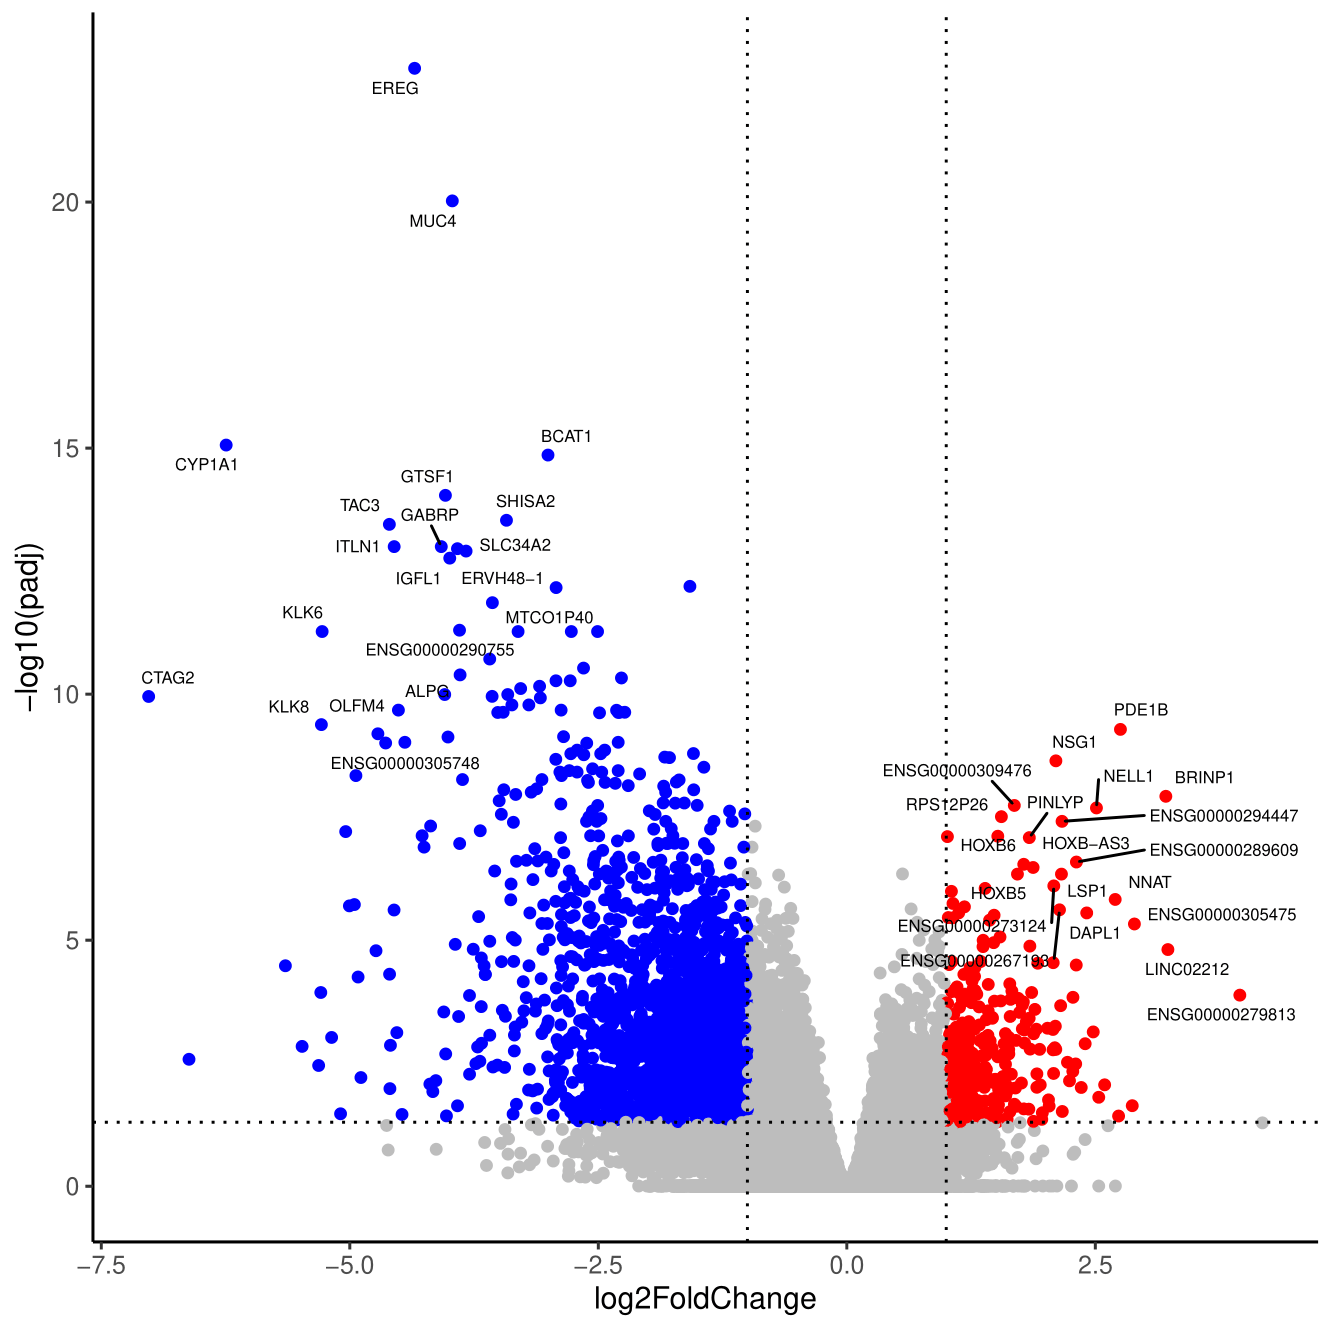 EREG
20
MUC4
BCAT1
15
CYP1A1
GTSF1
SHISA2
TAC3
GABRP
ITLN1
SLC34A2
IGFL1
ERVH48−1
KLK6
MTCO1P40
ENSG00000290755
CTAG2
10
ALPG
KLK8
OLFM4
PDE1B
NSG1
ENSG00000305748
ENSG00000309476
NELL1
BRINP1
RPS12P26
PINLYP
ENSG00000294447
HOXB6
HOXB−AS3
ENSG00000289609
HOXB5
LSP1
NNAT
ENSG00000305475
ENSG00000273124
DAPL1
5
ENSG00000267193
LINC02212
ENSG00000279813
0
−log10(padj)
−7.5
−5.0
−2.5
0.0
2.5
log2FoldChange